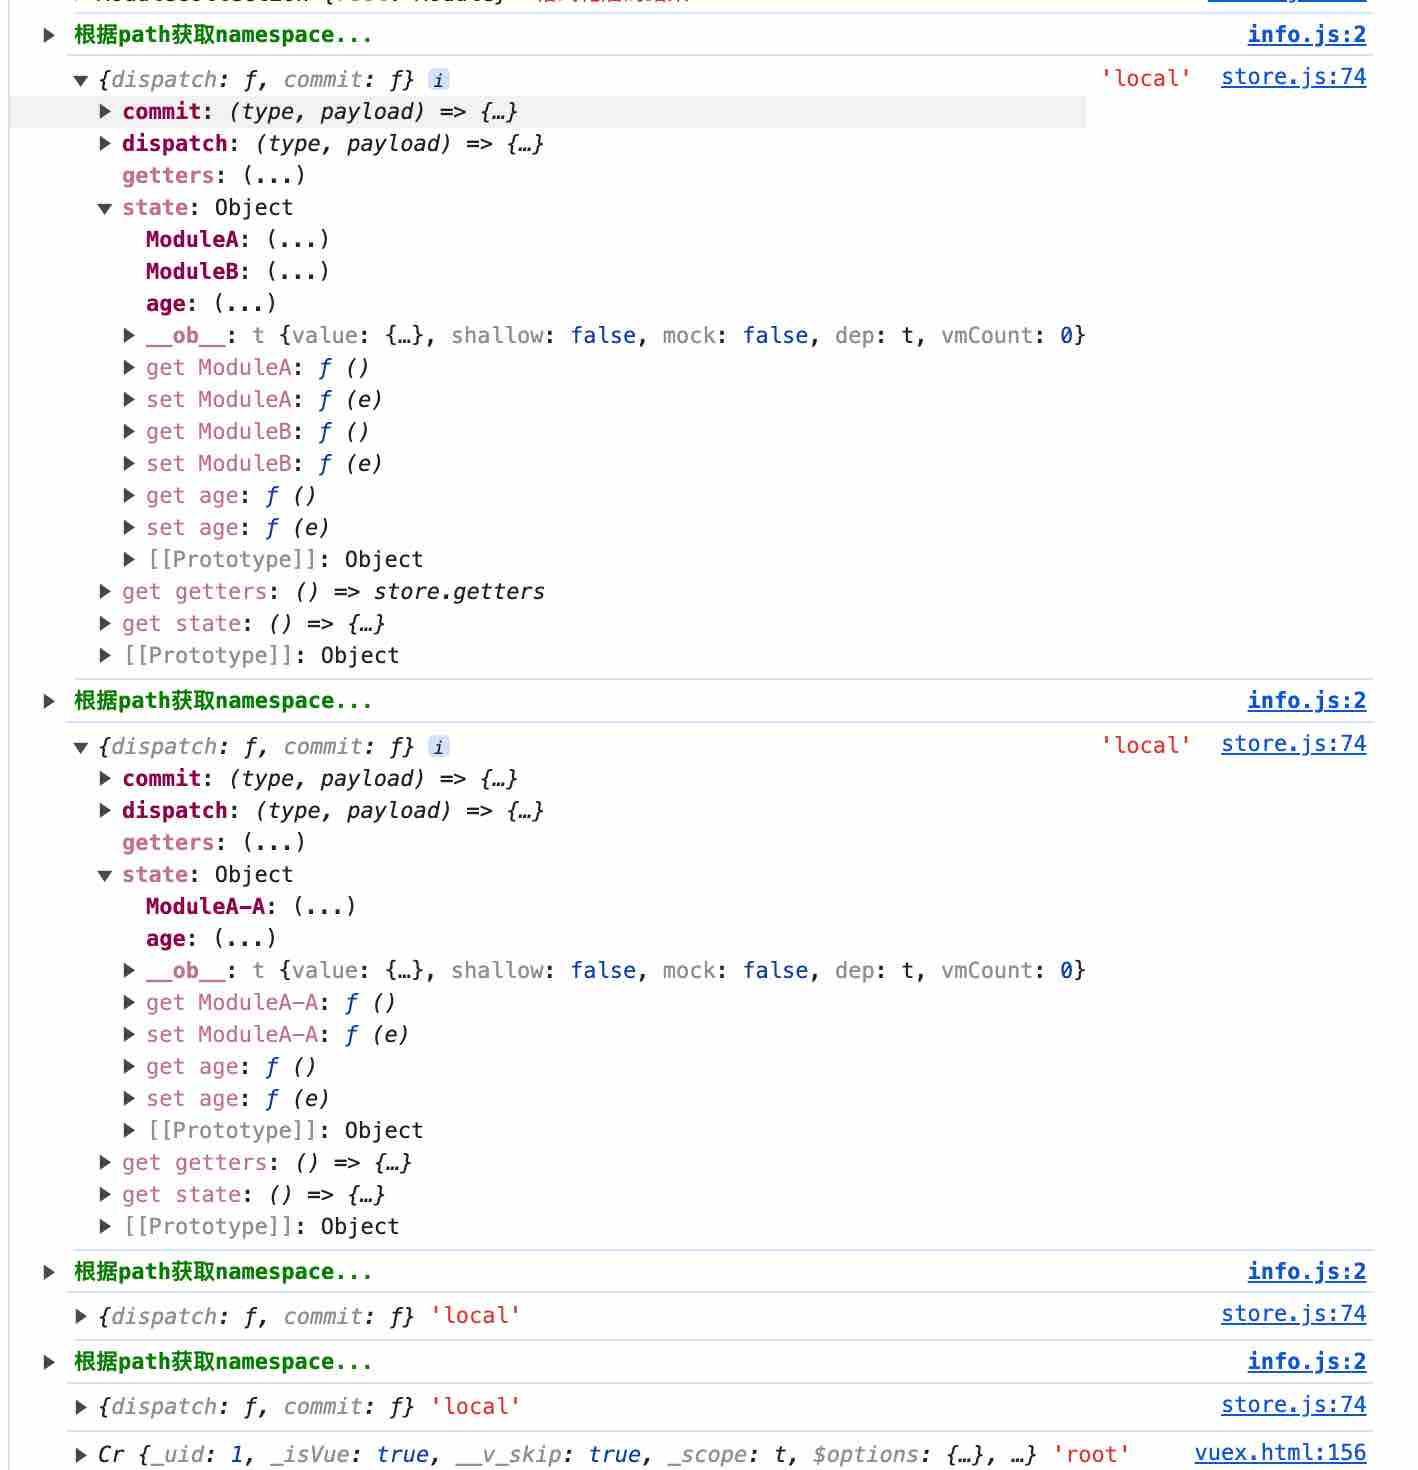 根据path获取namespace... info.js:2
{dispatch: ƒ, commit: ƒ} i 'local' store.js:74
commit: (type, payload) => {…}
dispatch: (type, payload) => {…}
getters: (...)
state: Object
ModuleA: (...)
ModuleB: (...)
age: (...)
__ob__: t {value: {…}, shallow: false, mock: false, dep: t, vmCount: 0}
get ModuleA: ƒ ()
set ModuleA: ƒ (e)
get ModuleB: ƒ ()
set ModuleB: ƒ (e)
get age: ƒ ()
set age: ƒ (e)
[[Prototype]]: Object
get getters: () => store.getters
get state: () => {…}
[[Prototype]]: Object
根据path获取namespace... info.js:2
{dispatch: ƒ, commit: ƒ} i 'local' store.js:74
commit: (type, payload) => {…}
dispatch: (type, payload) => {…}
getters: (...)
state: Object
ModuleA-A: (...)
age: (...)
__ob__: t {value: {…}, shallow: false, mock: false, dep: t, vmCount: 0}
get ModuleA-A: ƒ ()
set ModuleA-A: ƒ (e)
get age: ƒ ()
set age: ƒ (e)
[[Prototype]]: Object
get getters: () => {…}
get state: () => {…}
[[Prototype]]: Object
根据path获取namespace... info.js:2
{dispatch: ƒ, commit: ƒ} 'local' store.js:74
根据path获取namespace... info.js:2
{dispatch: ƒ, commit: ƒ} 'local' store.js:74
Cr {_uid: 1, _isVue: true, __v_skip: true, _scope: t, $options: {…}, …} 'root' vuex.html:156